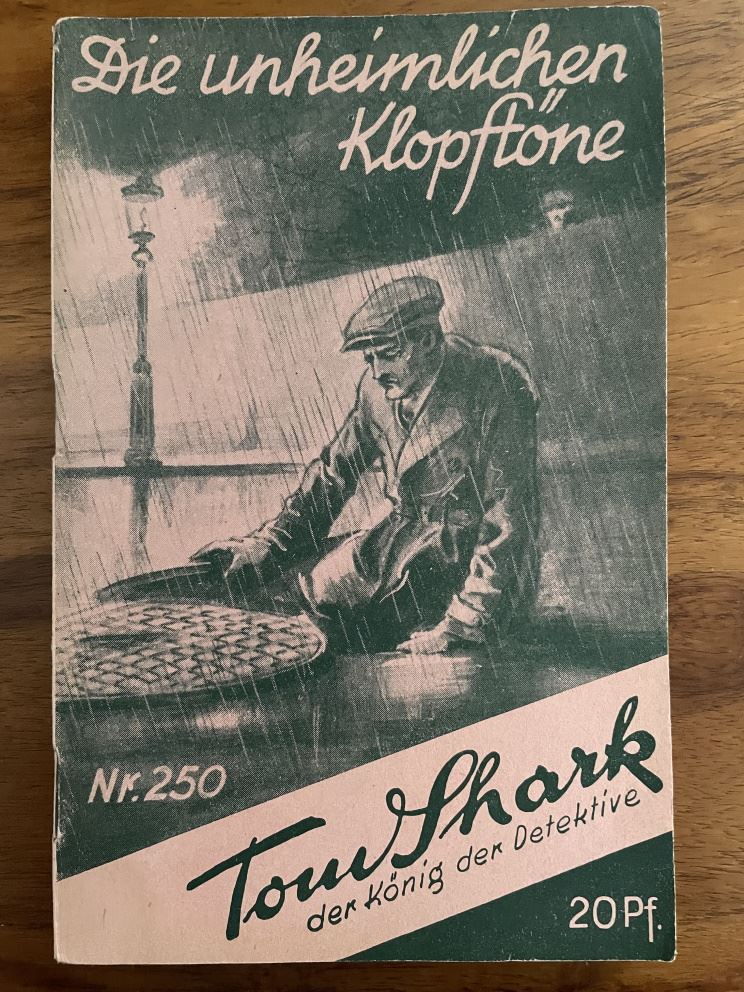 Die unheimlichen
Klopftöne
Nr. 250
Tom Shark
der König der Detektive
20 Pf.